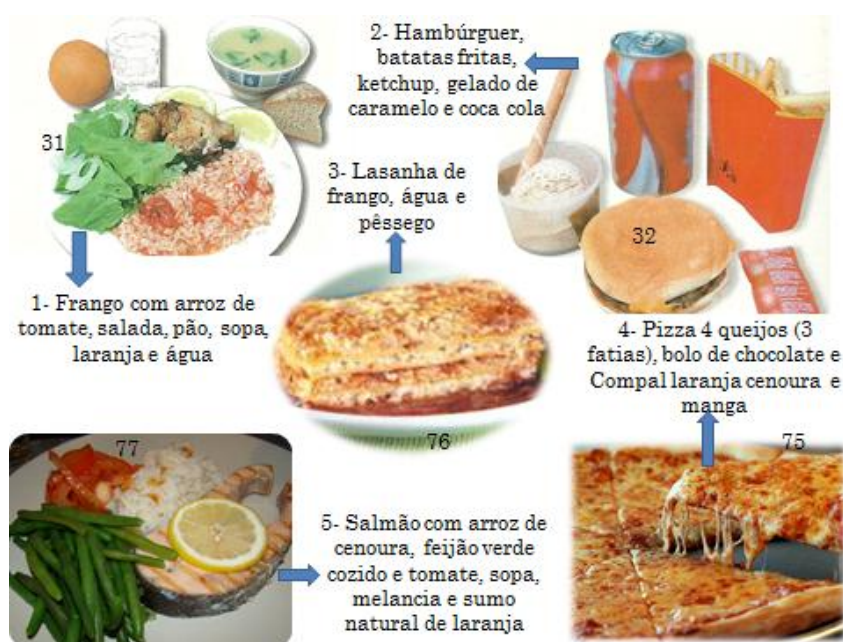 2- Hambúrguer,
batatas fritas,
ketchup, gelado de
caramelo e coca cola
31
3- Lasanha de
frango, água e
pêssego
32
1- Frango com arroz de
tomate, salada, pão, sopa,
laranja e água
4- Pizza 4 queijos (3
fatias), bolo de chocolate e
Compal laranja cenoura e
manga
76
77
75
5- Salmão com arroz de
cenoura, feijão verde
cozido e tomate, sopa,
melancia e sumo
natural de laranja